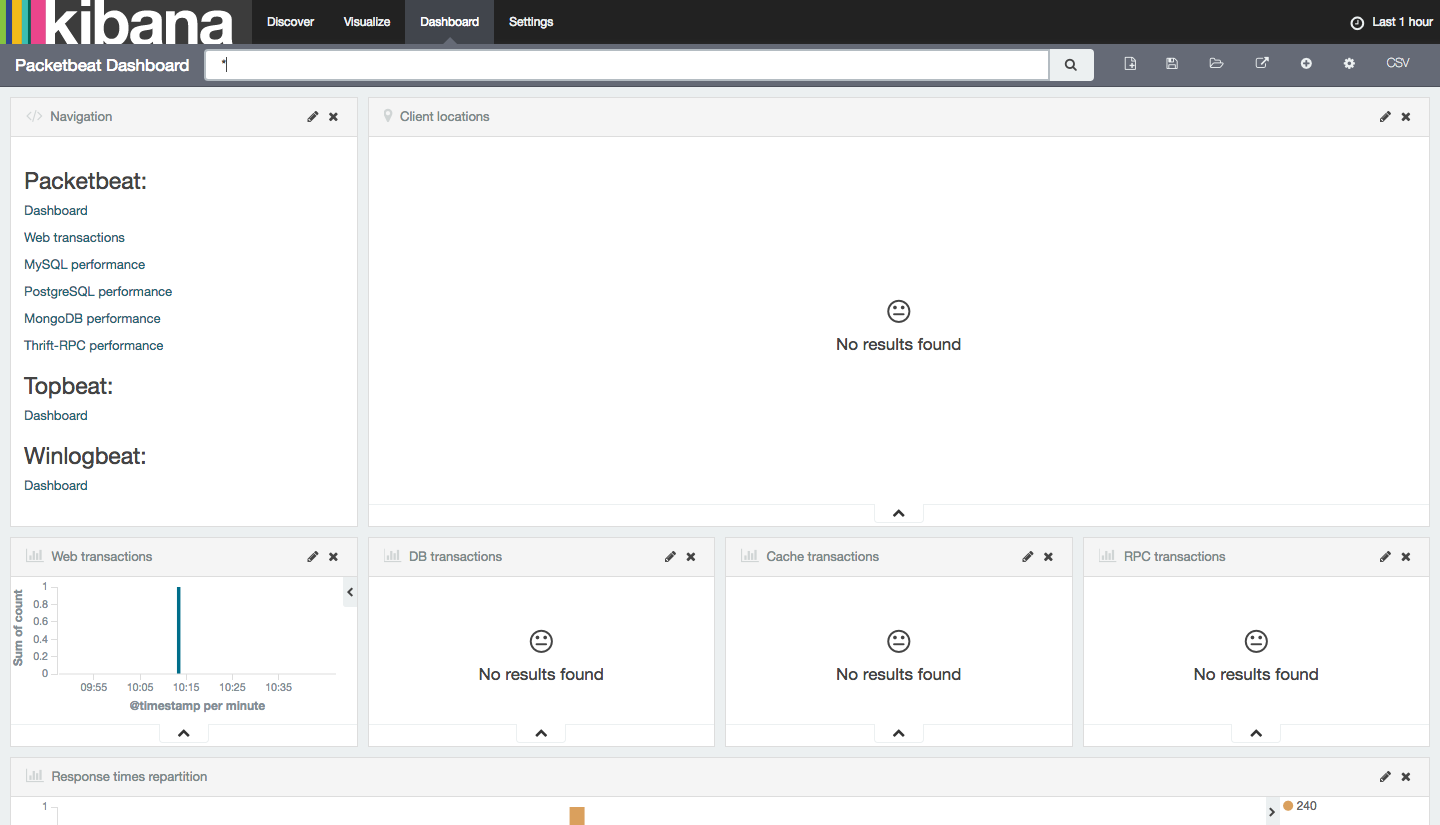 kibana
Discover Visualize Dashboard Settings Last 1 hour
Packetbeat Dashboard * CSV
Navigation
Packetbeat:
Dashboard
Web transactions
MySQL performance
PostgreSQL performance
MongoDB performance
Thrift-RPC performance
Topbeat:
Dashboard
Winlogbeat:
Dashboard
Client locations
No results found
Web transactions
Sum of count
1
0.8
0.6
0.4
0.2
0
09:55 10:05 10:15 10:25 10:35
@timestamp per minute
DB transactions
No results found
Cache transactions
No results found
RPC transactions
No results found
Response times repartition
1
240